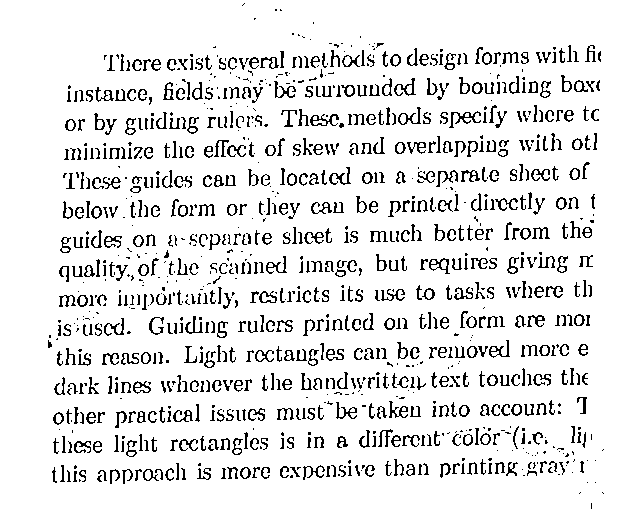 There exist several methods to design forms with
instance, fields may be surrounded by bounding
or by guiding rulers. These methods specify where
minimize the effect of skew and overlapping with
These guides can be located on a separate sheet of
below the form or they can be printed directly on
guides on a separate sheet is much better from the
quality of the scanned image, but requires giving
more importantly, restricts its use to tasks where
is used. Guiding rulers printed on the form are
this reason. Light rectangles can be removed more
dark lines whenever the handwritten text touches the
other practical issues must be taken into account:
these light rectangles is in a different color (i.e.
this approach is more expensive than printing gray